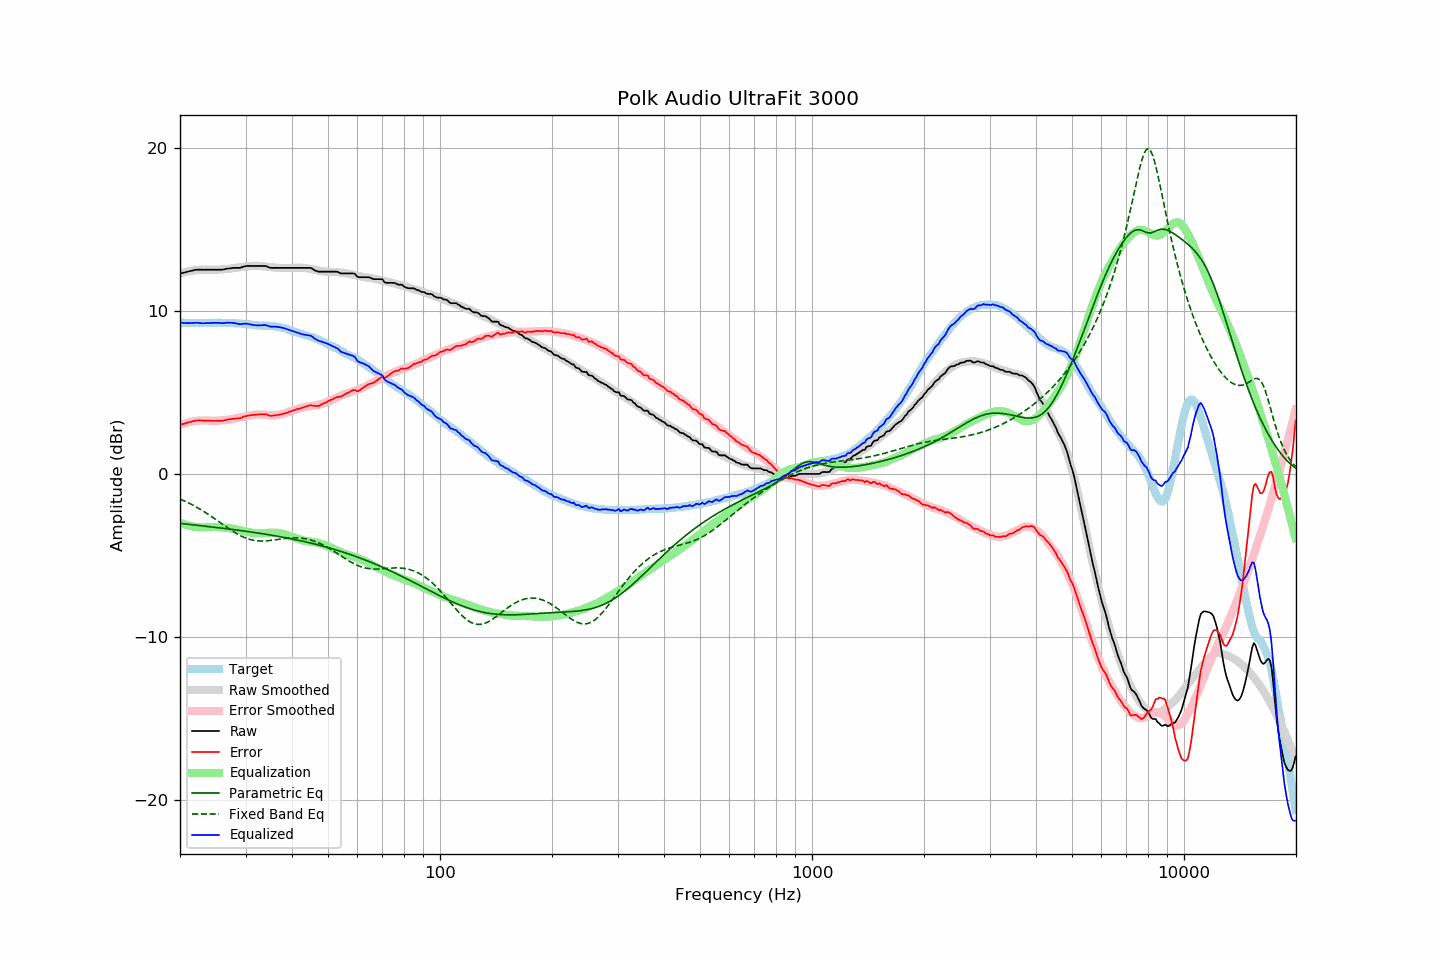 Polk Audio UltraFit 3000
Amplitude (dBr)
20
10
0
−10
−20
Target
Raw Smoothed
Error Smoothed
Raw
Error
Equalization
Parametric Eq
Fixed Band Eq
Equalized
100
1000
10000
Frequency (Hz)